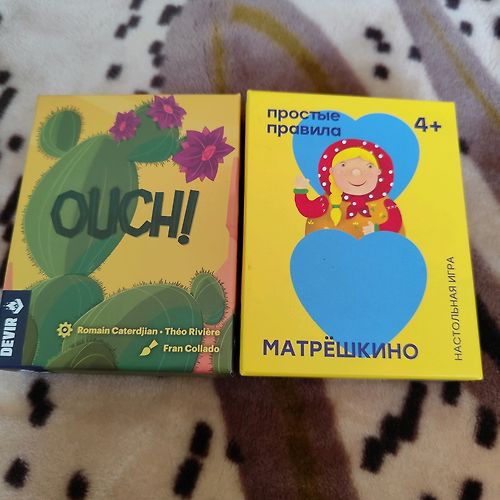 OUCH!
DEVIR
Romain Caterdjian • Théo Rivière
Fran Collado
простые
правила
4+
МАТРЁШКИНО
НАСТОЛЬНАЯ ИГРА